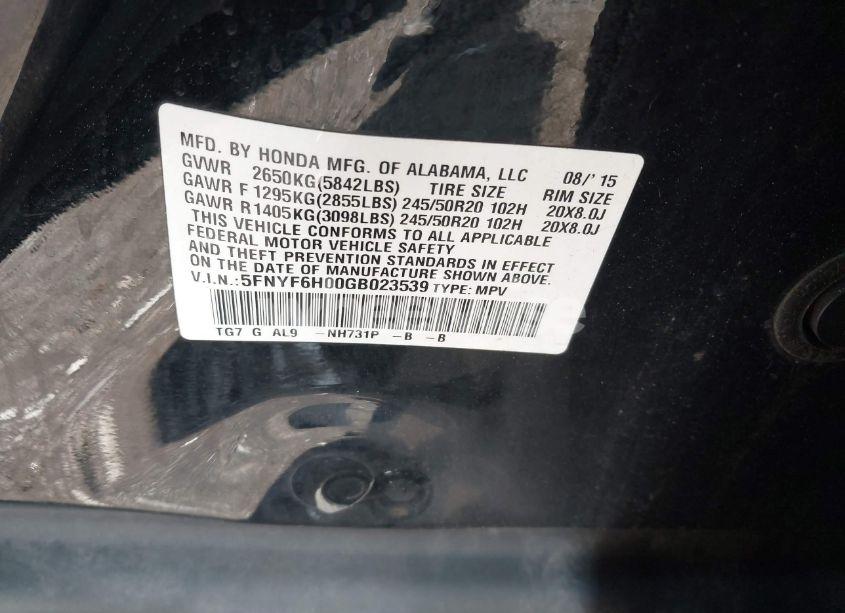 MFD. BY HONDA MFG. OF ALABAMA, LLC 08/' 15
GVWR 2650KG(5842LBS) TIRE SIZE RIM SIZE
GAWR F1295KG(2855LBS) 245/50R20 102H 20X8.0J
GAWR R1405KG(3098LBS) 245/50R20 102H 20X8.0J
THIS VEHICLE CONFORMS TO ALL APPLICABLE
FEDERAL MOTOR VEHICLE SAFETY
AND THEFT PREVENTION STANDARDS IN EFFECT
ON THE DATE OF MANUFACTURE SHOWN ABOVE.
V.I.N.:5FNYF6H00GB023539 TYPE: MPV
TG7 G AL9 -NH731P -B -B